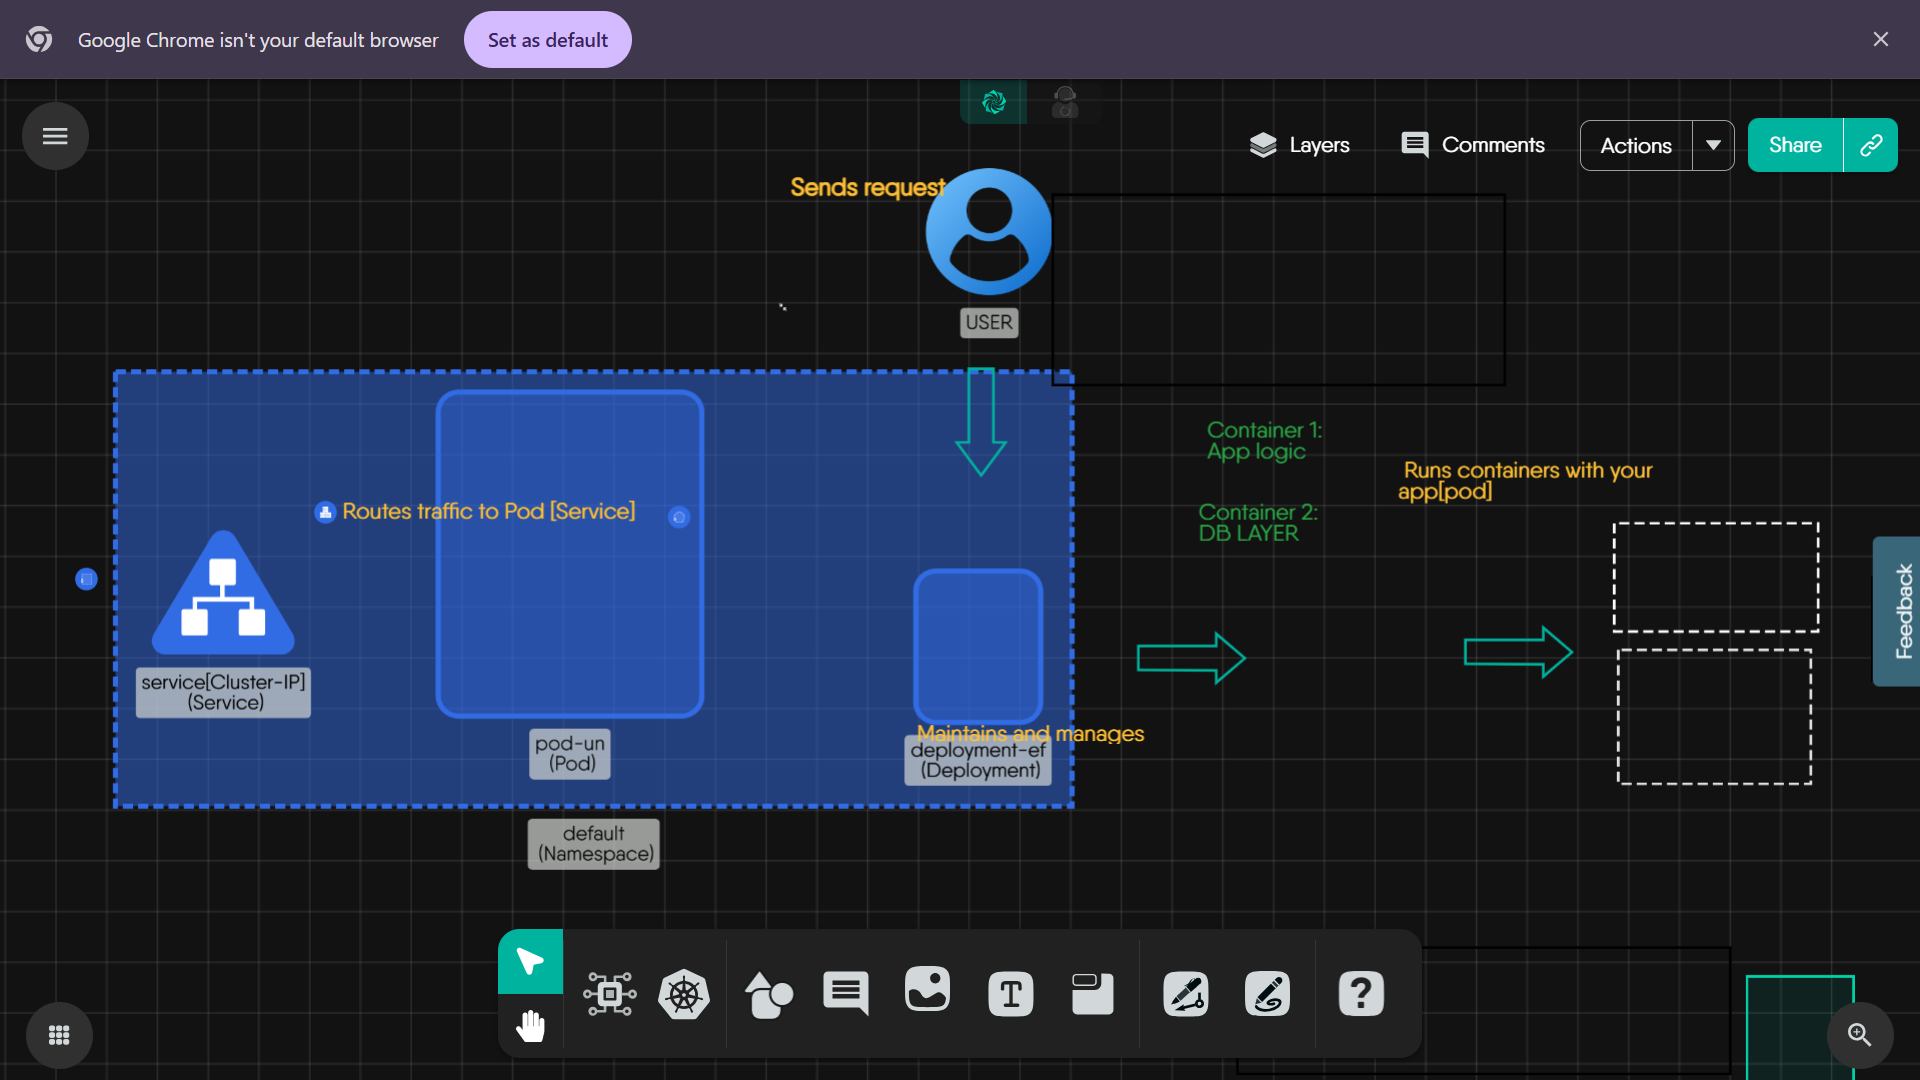 Google Chrome isn't your default browser
Set as default
Layers
Comments
Actions
Share
Sends request
USER
Container 1:
App logic
Runs containers with your
app[pod]
Routes traffic to Pod [Service]
Container 2:
DB LAYER
Feedback
service[Cluster-IP]
(Service)
pod-un
(Pod)
Maintains and manages
deployment-ef
(Deployment)
default
(Namespace)
T
?